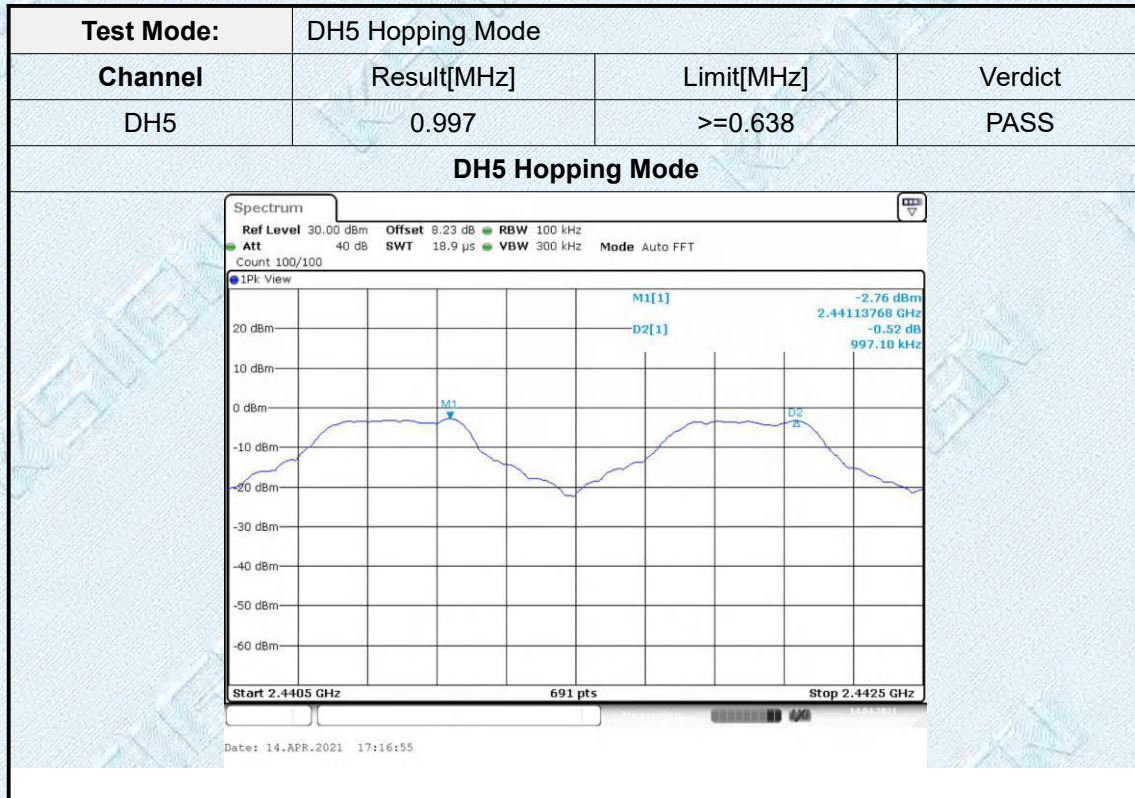 Test Mode: DH5 Hopping Mode
Channel Result[MHz] Limit[MHz] Verdict
DH5 0.997 >=0.638 PASS
DH5 Hopping Mode
Spectrum
Ref Level 30.00 dBm Offset 8.23 dB RBW 100 kHz
Att 40 dB SWT 18.9 µs VBW 300 kHz Mode Auto FFT
Count 100/100
1Pk View
M1[1] -2.76 dBm
2.44113768 GHz
20 dBm
D2[1] -0.52 dB
997.10 kHz
10 dBm
0 dBm
M1
D2
-10 dBm
-20 dBm
-30 dBm
-40 dBm
-50 dBm
-60 dBm
Start 2.4405 GHz 691 pts Stop 2.4425 GHz
Date: 14.APR.2021 17:16:55